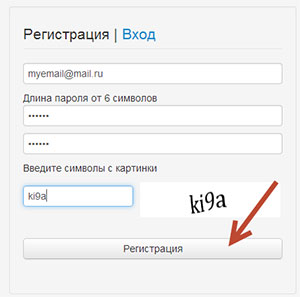 Регистрация | Вход
myemail@mail.ru
Длина пароля от 6 символов
••••••
••••••
Введите символы с картинки
ki9a ki9a
Регистрация